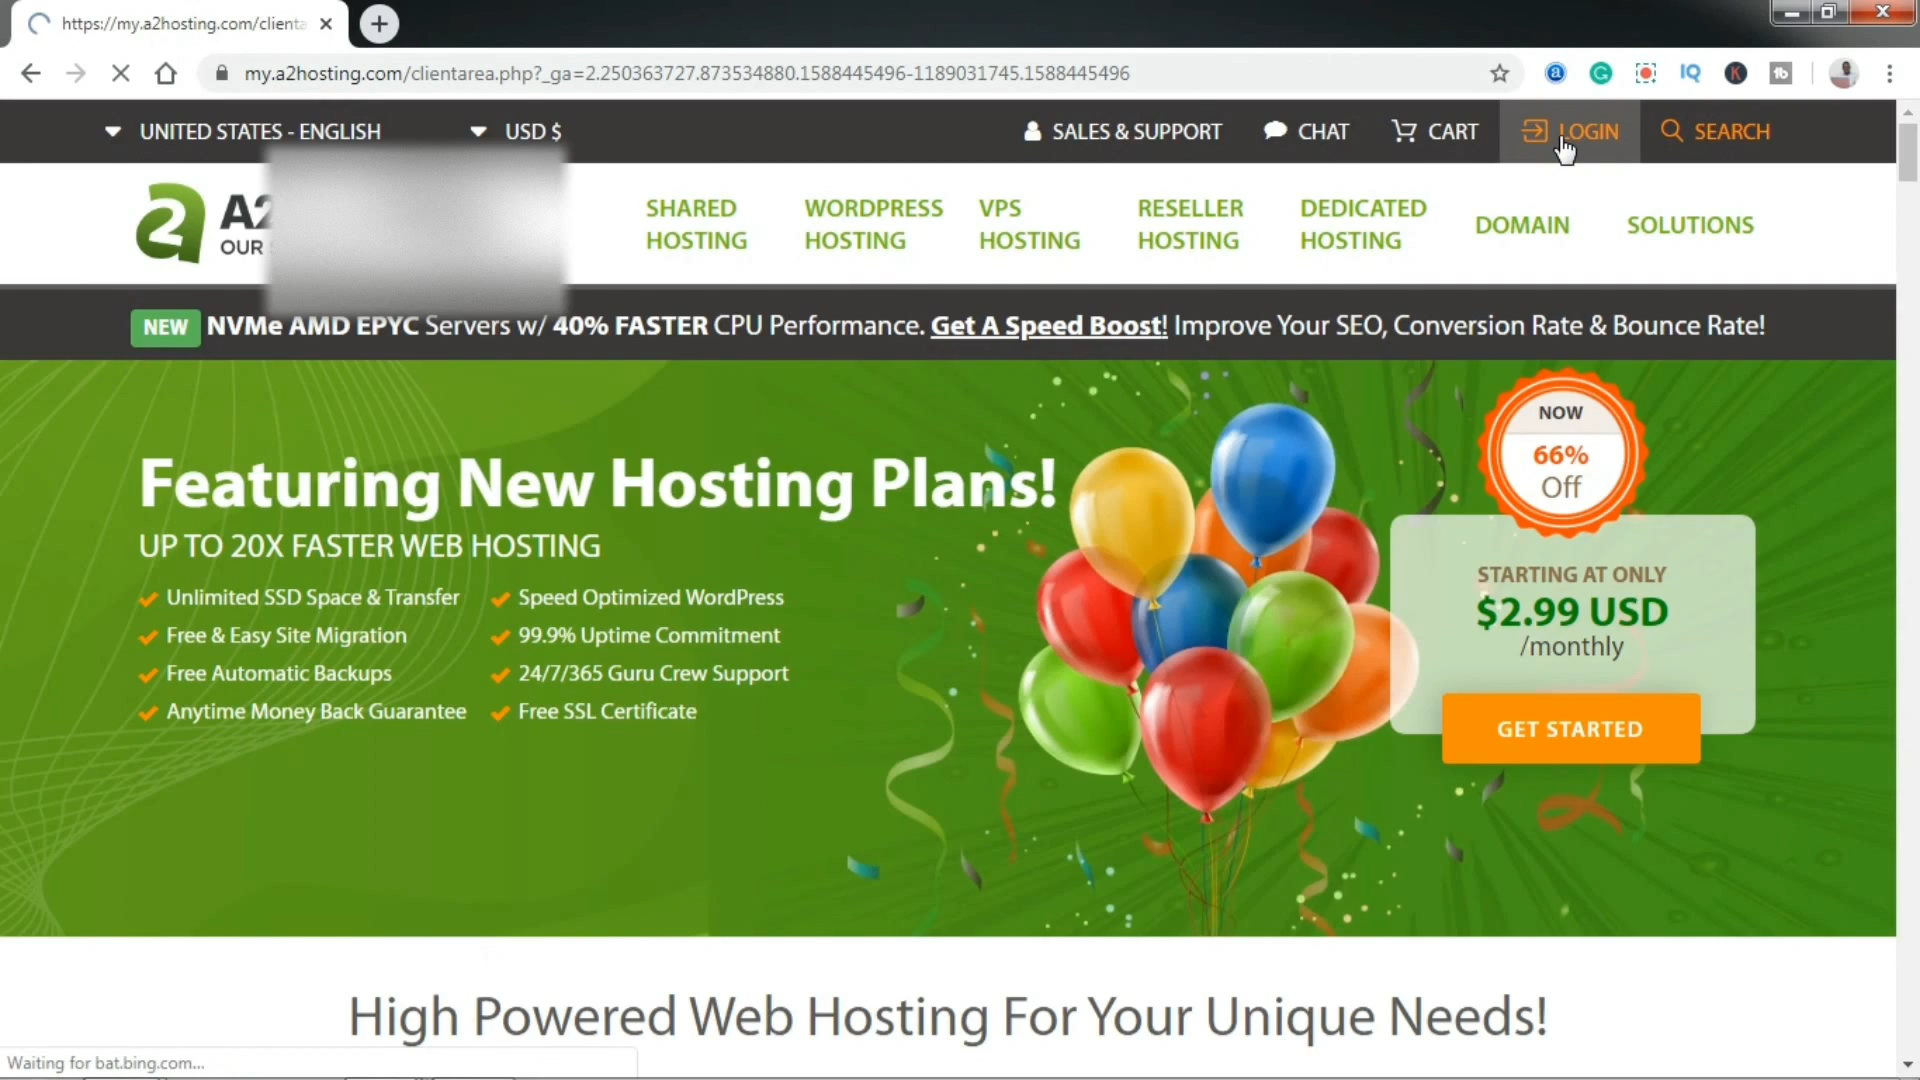 https://my.a2hosting.com/clienta
my.a2hosting.com/clientarea.php?_ga=2.250363727.873534880.1588445496-1189031745.1588445496
UNITED STATES - ENGLISH
USD $
SALES & SUPPORT
CHAT
CART
LOGIN
SEARCH
A2
OUR
SHARED
HOSTING
WORDPRESS
HOSTING
VPS
HOSTING
RESELLER
HOSTING
DEDICATED
HOSTING
DOMAIN
SOLUTIONS
NEW NVMe AMD EPYC Servers w/ 40% FASTER CPU Performance. Get A Speed Boost! Improve Your SEO, Conversion Rate & Bounce Rate!
Featuring New Hosting Plans!
UP TO 20X FASTER WEB HOSTING
Unlimited SSD Space & Transfer
Free & Easy Site Migration
Free Automatic Backups
Anytime Money Back Guarantee
Speed Optimized WordPress
99.9% Uptime Commitment
24/7/365 Guru Crew Support
Free SSL Certificate
NOW
66%
Off
STARTING AT ONLY
$2.99 USD
/monthly
GET STARTED
High Powered Web Hosting For Your Unique Needs!
Waiting for bat.bing.com...